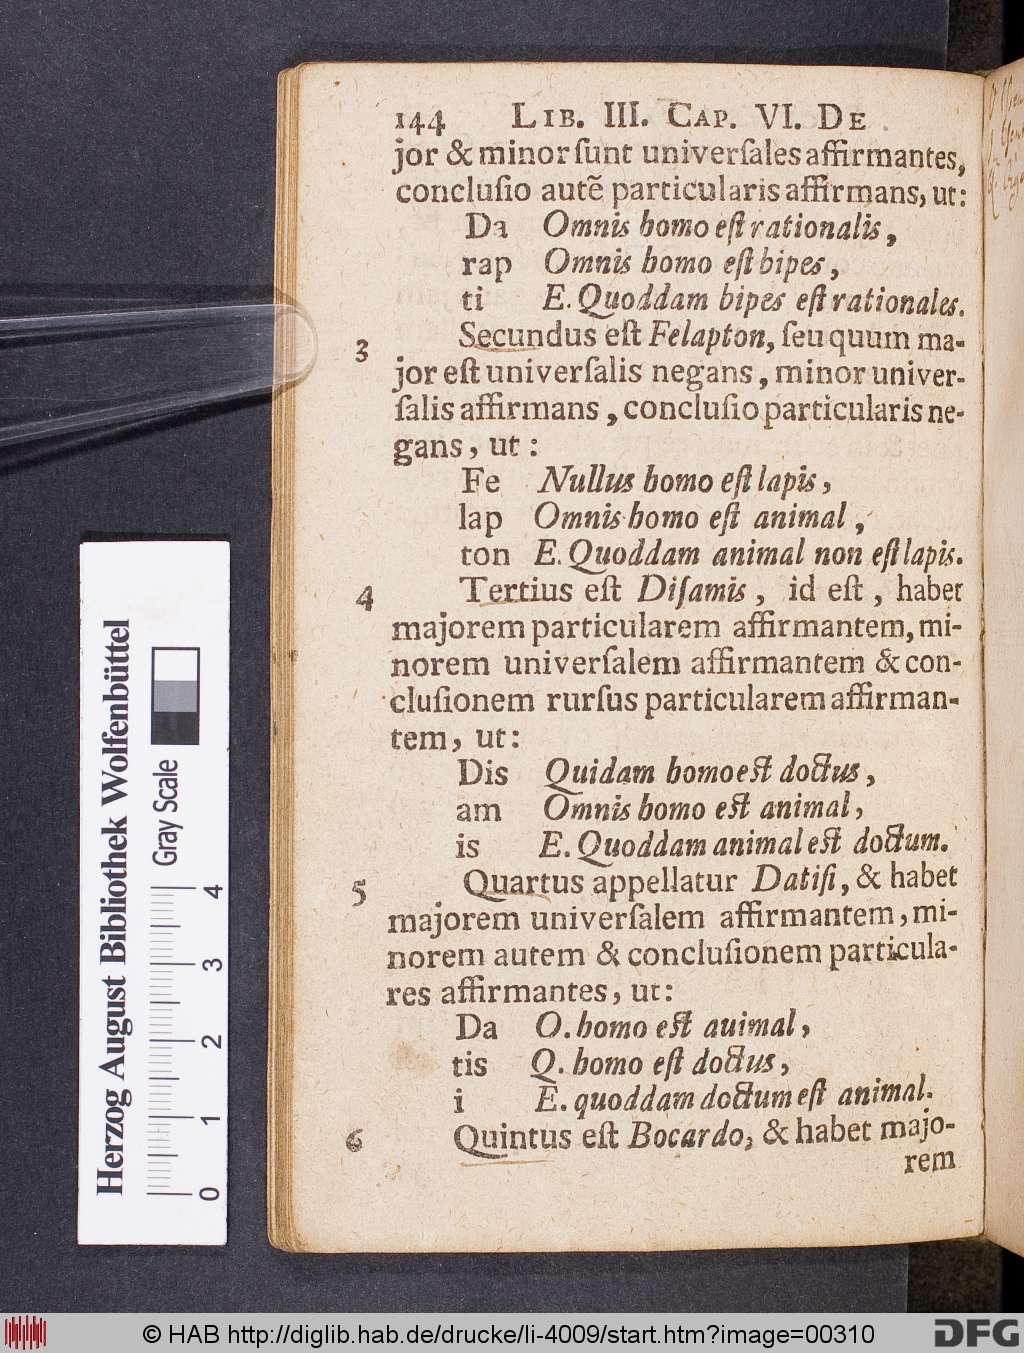 144 LIB. III. CAP. VI. DE
jor & minor ſunt univerſales affirmantes,
concluſio autē particularis affirmans, ut:
Da Omnis homo eſt rationalis,
rap Omnis homo eſt bipes,
ti E. Quoddam bipes eſt rationales.
3 Secundus eſt Felapton, ſeu quum ma-
jor eſt univerſalis negans, minor univer-
ſalis affirmans, concluſio particularis ne-
gans, ut:
Fe Nullus homo eſt lapis,
lap Omnis homo eſt animal,
ton E. Quoddam animal non eſt lapis.
4 Tertius eſt Diſamis, id eſt, habet
majorem particularem affirmantem, mi-
norem univerſalem affirmantem & con-
cluſionem rurſus particularem affirman-
tem, ut:
Dis Quidam homo eſt doctus,
am Omnis homo eſt animal,
is E. Quoddam animal eſt doctum.
5 Quartus appellatur Datiſi, & habet
majorem univerſalem affirmantem, mi-
norem autem & concluſionem particula-
res affirmantes, ut:
Da O. homo eſt auimal,
tis Q. homo eſt doctus,
i E. quoddam doctum eſt animal.
6 Quintus eſt Bocardo, & habet majo-
rem
Herzog August Bibliothek Wolfenbüttel
Gray Scale
0 1 2 3 4
© HAB http://diglib.hab.de/drucke/li-4009/start.htm?image=00310
DFG